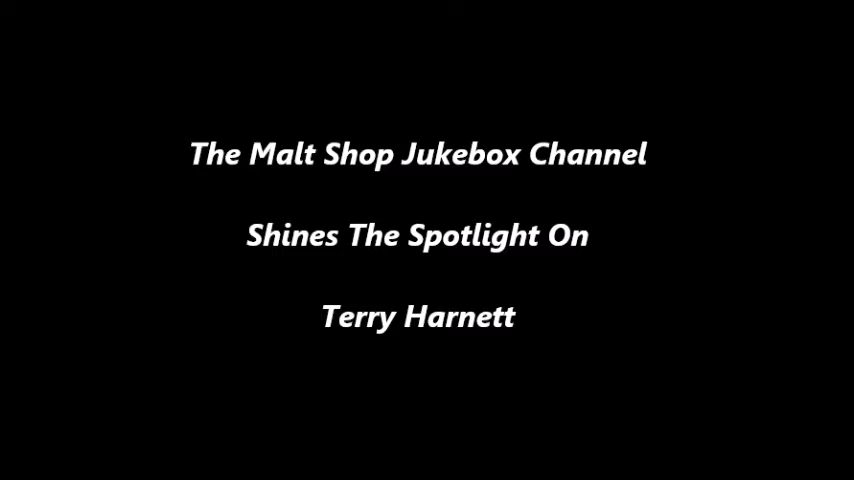 The Malt Shop Jukebox Channel
Shines The Spotlight On
Terry Harnett